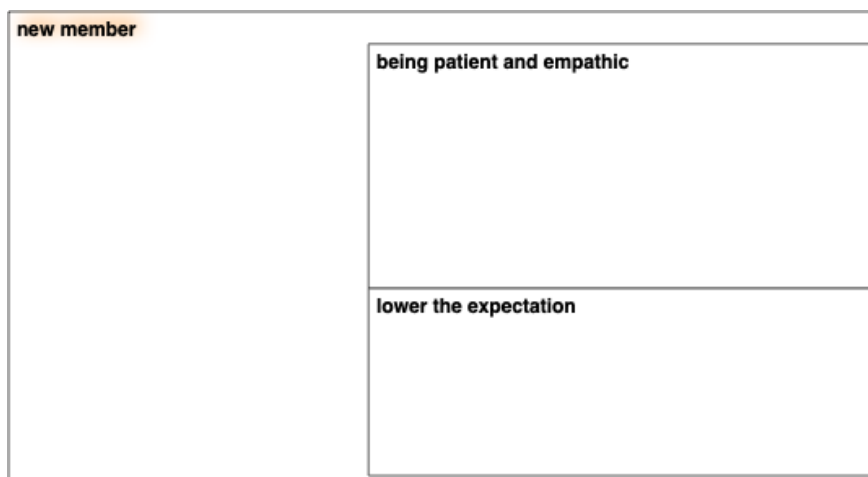 new member
being patient and empathic
lower the expectation